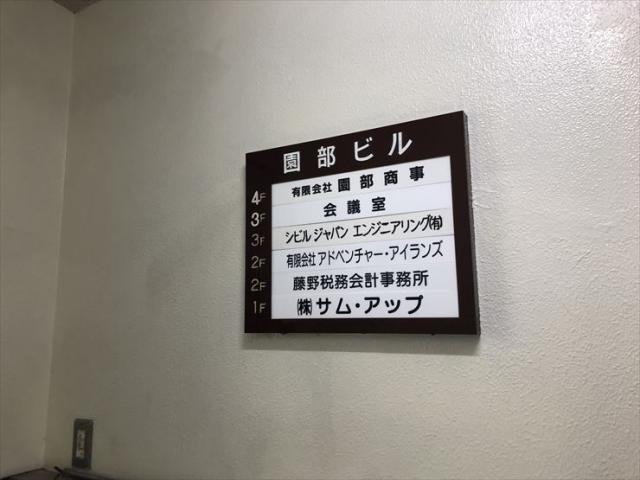 園部ビル
4F 有限会社 園部商事
3F 会議室
3F シビルジャパン エンジニアリング㈲
2F 有限会社 アドベンチャー・アイランズ
2F 藤野税務会計事務所
1F ㈱サム・アップ